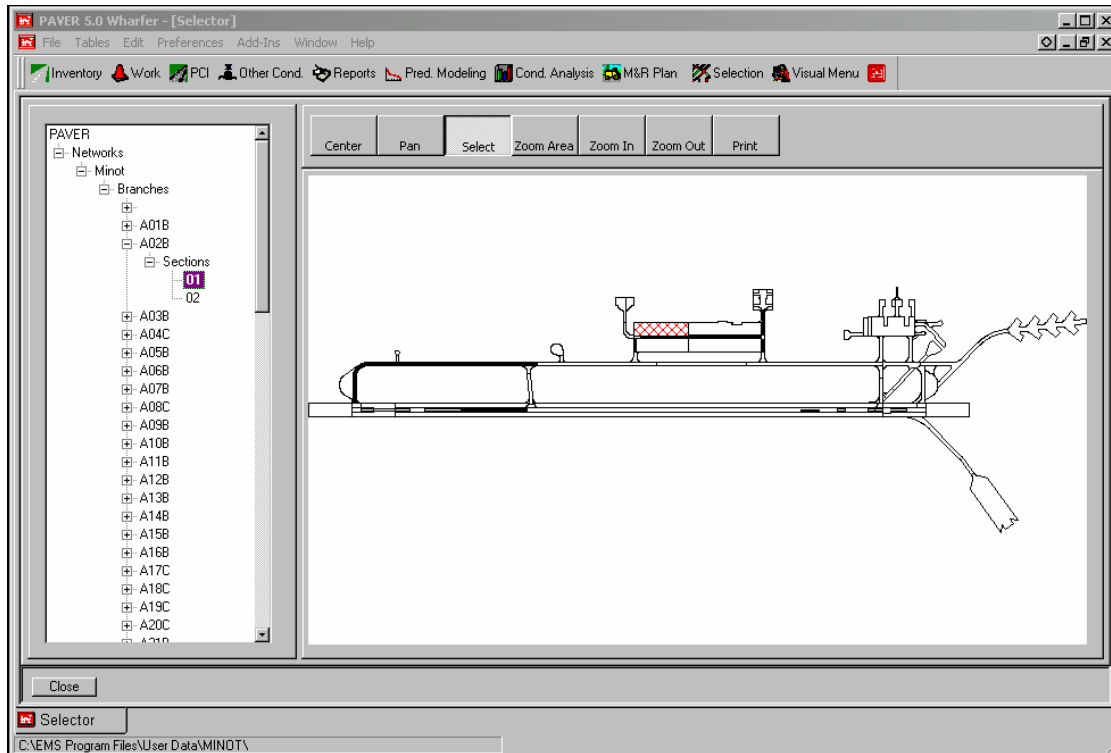 PAVER 5.0 Wharfer - [Selector]
File Tables Edit Preferences Add-Ins Window Help
Inventory Work PCI Other Cond. Reports Pred. Modeling Cond. Analysis M&R Plan Selection Visual Menu
Center Pan Select Zoom Area Zoom In Zoom Out Print
PAVER
Networks
Minot
Branches
A01B
A02B
Sections
01
02
A03B
A04C
A05B
A06B
A07B
A08C
A09B
A10B
A11B
A12B
A13B
A14B
A15B
A16B
A17C
A18C
A19C
A20C
Close
Selector
C:\EMS Program Files\User Data\MINOT\